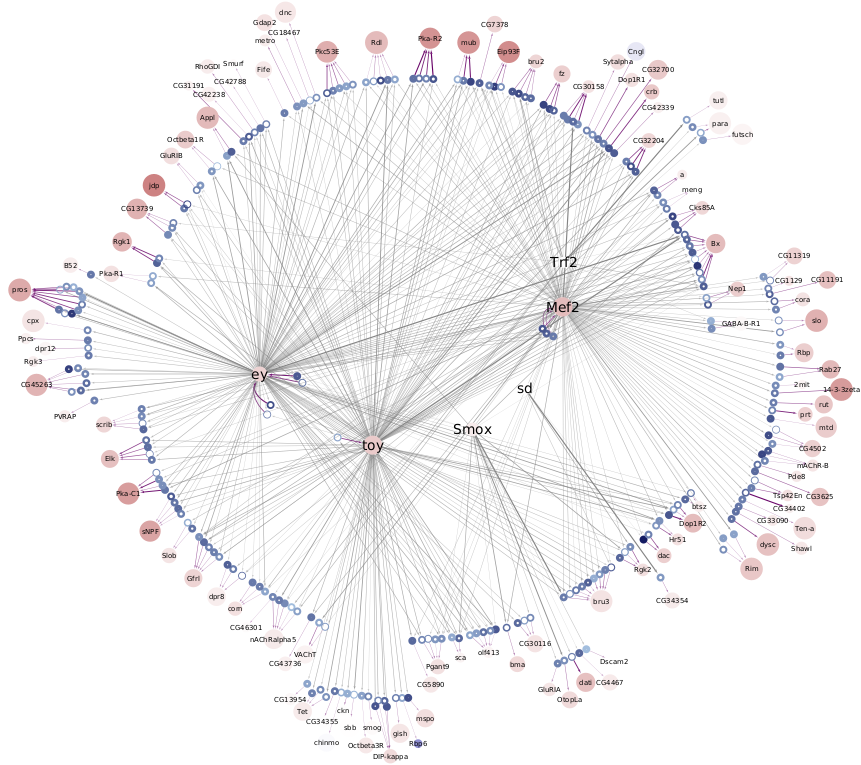 dnc
Gdap2
CG18467
metro
CG7378
Rdl
Pka-R2
mub
Pkc53E
Eip93F
Cngl
RhoGDI
Smurf
Fife
bru2
fz
Sytalpha
CG32700
CG31191
CG42788
CG42238
CG30158
Dop1R1
crb
CG42339
tutl
Appl
para
futsch
Octbeta1R
CG32204
GluRIB
a
jdp
meng
CG13739
Cks85A
Rgk1
Bx
B52
Pka-R1
Trf2
CG11319
pros
Nep1
CG1129
CG11191
Mef2
cora
cpx
GABA-B-R1
slo
Ppcs
dpr12
Rbp
Rgk3
ey
Rab27
CG45263
sd
2mit
14-3-3zeta
PVRAP
rut
prt
scrib
Smox
mtd
toy
CG4502
Elk
mAChR-B
Pde8
Pka-C1
Tsp42En
CG3625
btsz
CG34402
sNPF
Dop1R2
CG33090
Ten-a
Hr51
dysc
Shawl
Slob
dac
Gfrl
Rgk2
Rim
dpr8
com
bru3
CG34354
CG46301
nAChRalpha5
CG30116
VAChT
sca
olf413
CG43736
Pgant9
bma
Dscam2
CG5890
dati
CG4467
GluRIA
CG13954
OtopLa
Tet
ckn
CG34355
mspo
sbb
smog
gish
chinmo
Octbeta3R
Rbp6
DIP-kappa